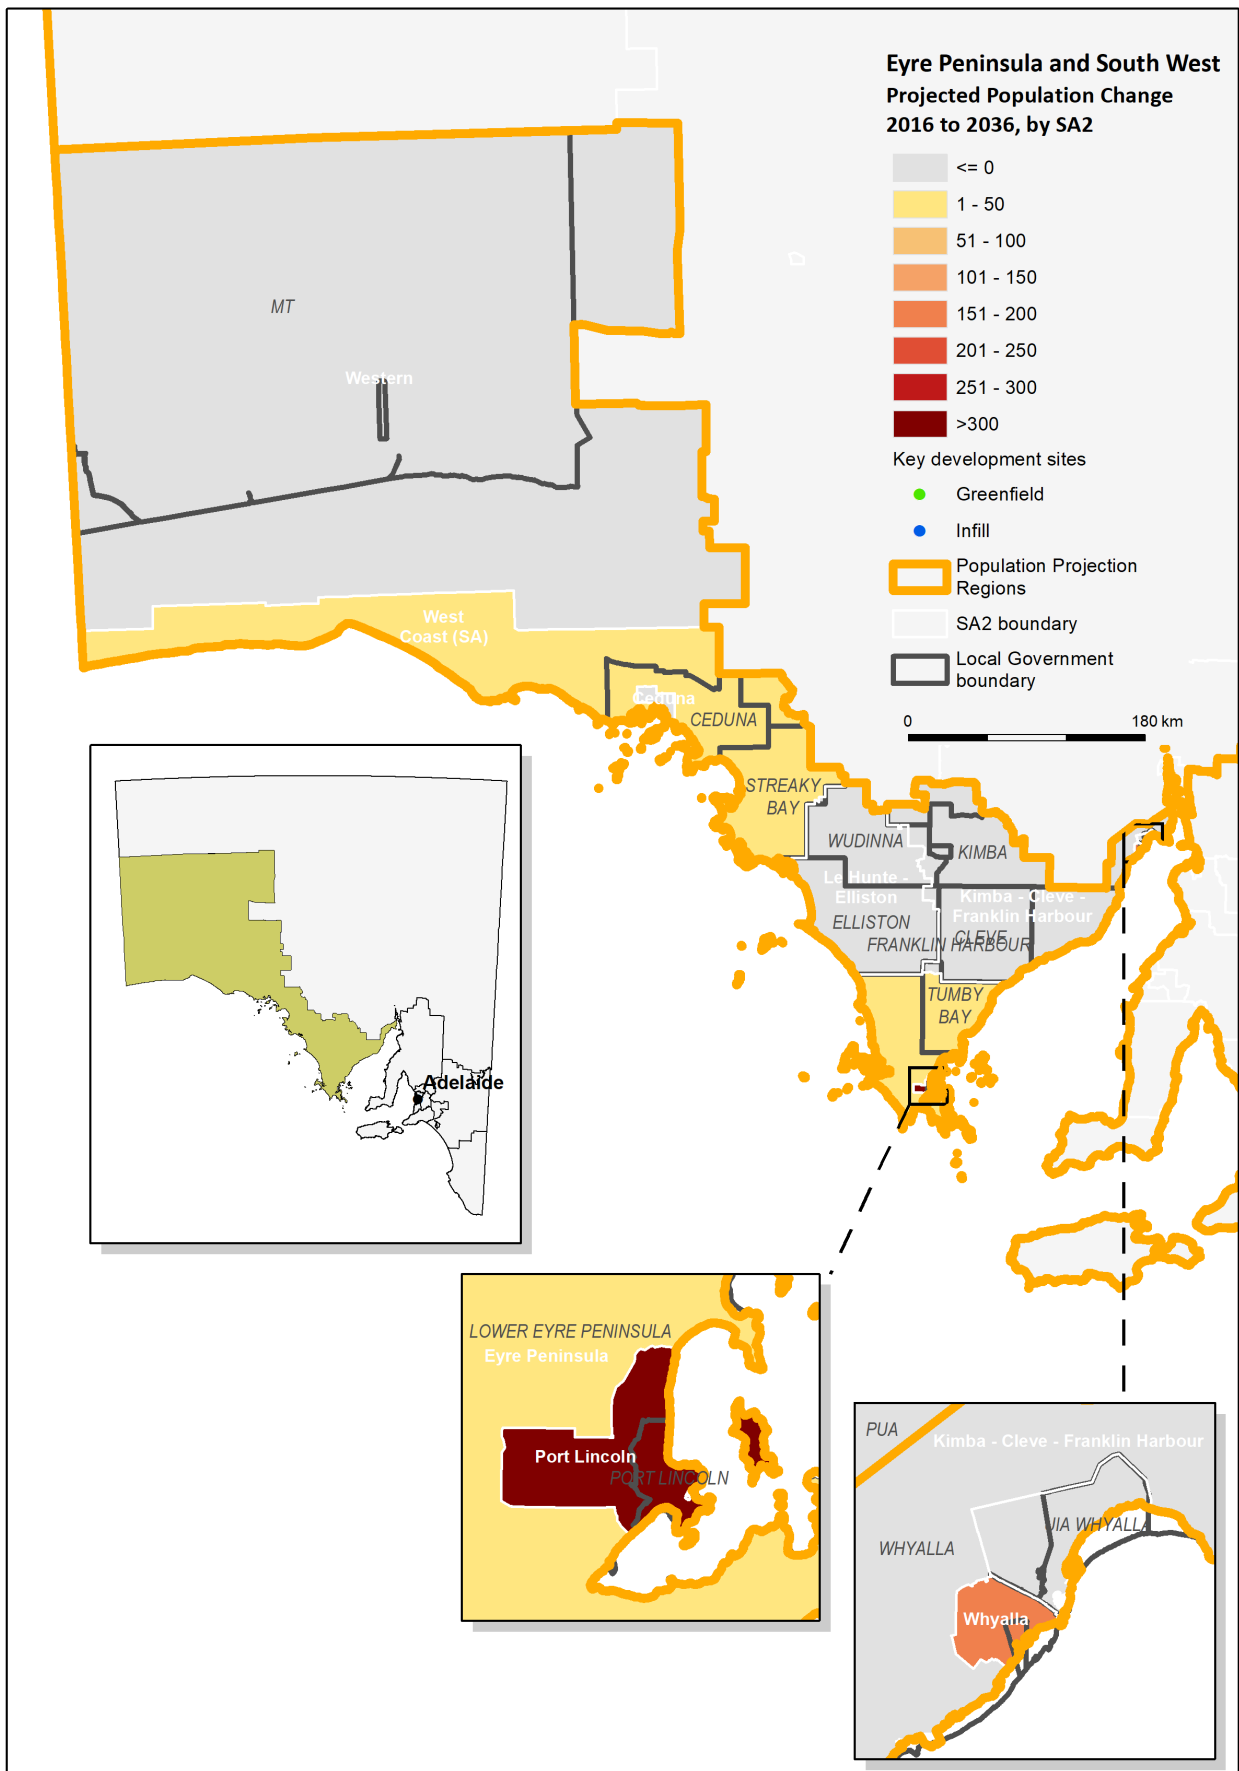 Eyre Peninsula and South West
Projected Population Change
2016 to 2036, by SA2
<= 0
1 - 50
51 - 100
101 - 150
151 - 200
201 - 250
251 - 300
>300
Key development sites
Greenfield
Infill
Population Projection
Regions
SA2 boundary
Local Government
boundary
0 180 km
MT
Western
West
Coast (SA)
Ceduna
CEDUNA
STREAKY
BAY
WUDINNA
KIMBA
Le Hunte -
Elliston
Kimba - Cleve -
Franklin Harbour
ELLISTON
CLEVE
FRANKLIN HARBOUR
TUMBY
BAY
Adelaide
LOWER EYRE PENINSULA
Eyre Peninsula
Port Lincoln
PORT LINCOLN
PUA
Kimba - Cleve - Franklin Harbour
UIA WHYALLA
WHYALLA
Whyalla